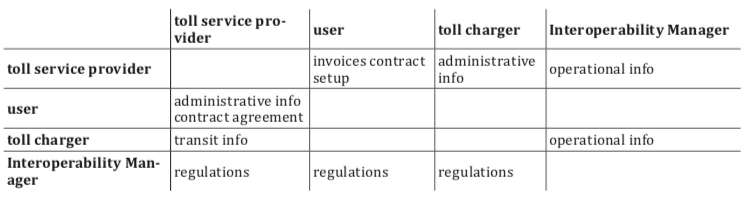 toll service pro-
vider
user
toll charger
Interoperability Manager
toll service provider
invoices contract
setup
administrative
info
operational info
user
administrative info
contract agreement
toll charger
transit info
operational info
Interoperability Man-
ager
regulations
regulations
regulations